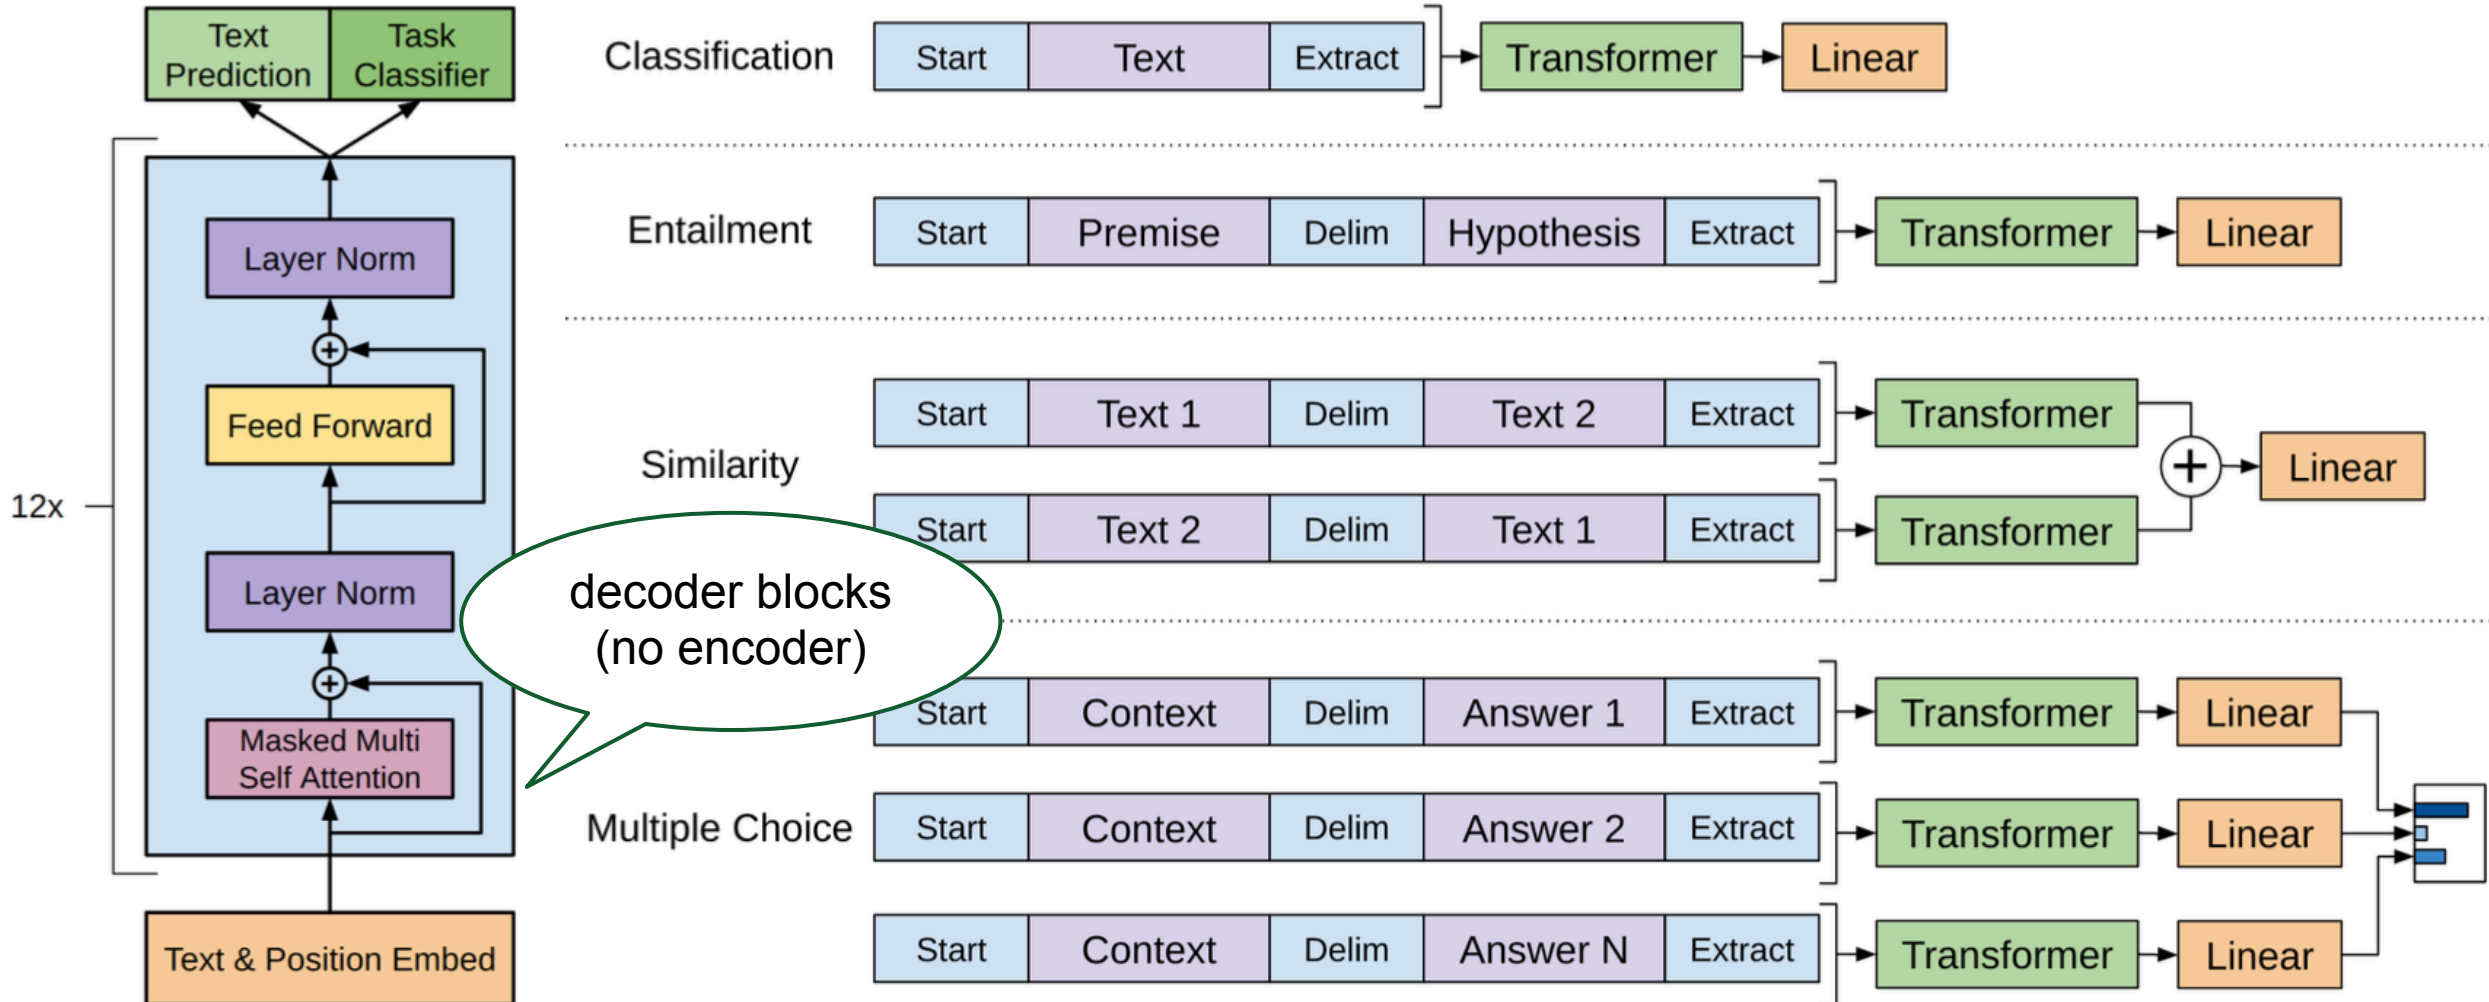 Text
Prediction
Task
Classifier
Layer Norm
+
Feed Forward
12x
Layer Norm
+
Masked Multi
Self Attention
Text & Position Embed
decoder blocks
(no encoder)
Classification
Start Text Extract Transformer Linear
Entailment
Start Premise Delim Hypothesis Extract Transformer Linear
Similarity
Start Text 1 Delim Text 2 Extract Transformer
+ Linear
Start Text 2 Delim Text 1 Extract Transformer
Multiple Choice
Start Context Delim Answer 1 Extract Transformer Linear
Start Context Delim Answer 2 Extract Transformer Linear
Start Context Delim Answer N Extract Transformer Linear